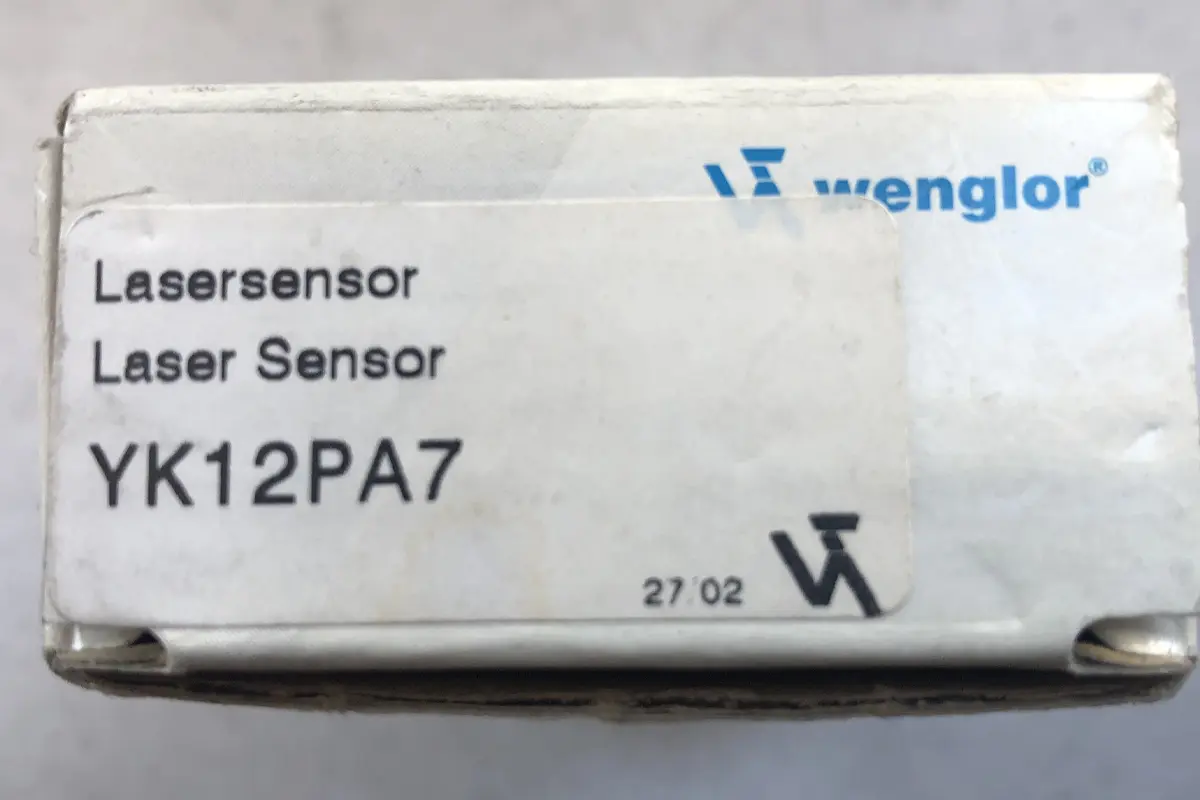 wenglor®
Lasersensor
Laser Sensor
YK12PA7
27/02